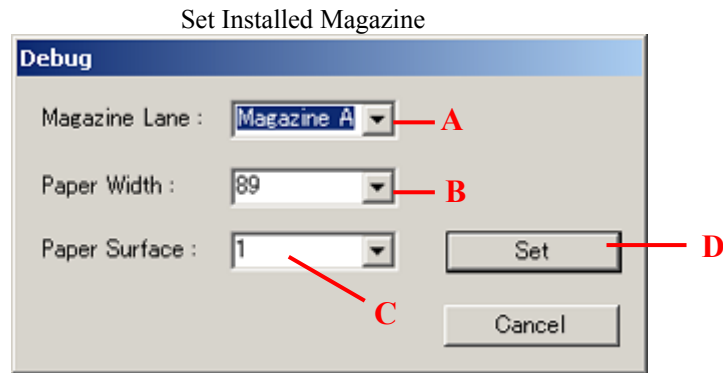 Set Installed Magazine
Debug
Magazine Lane : Magazine A A
Paper Width : 89 B
Paper Surface : 1 Set D
C
Cancel